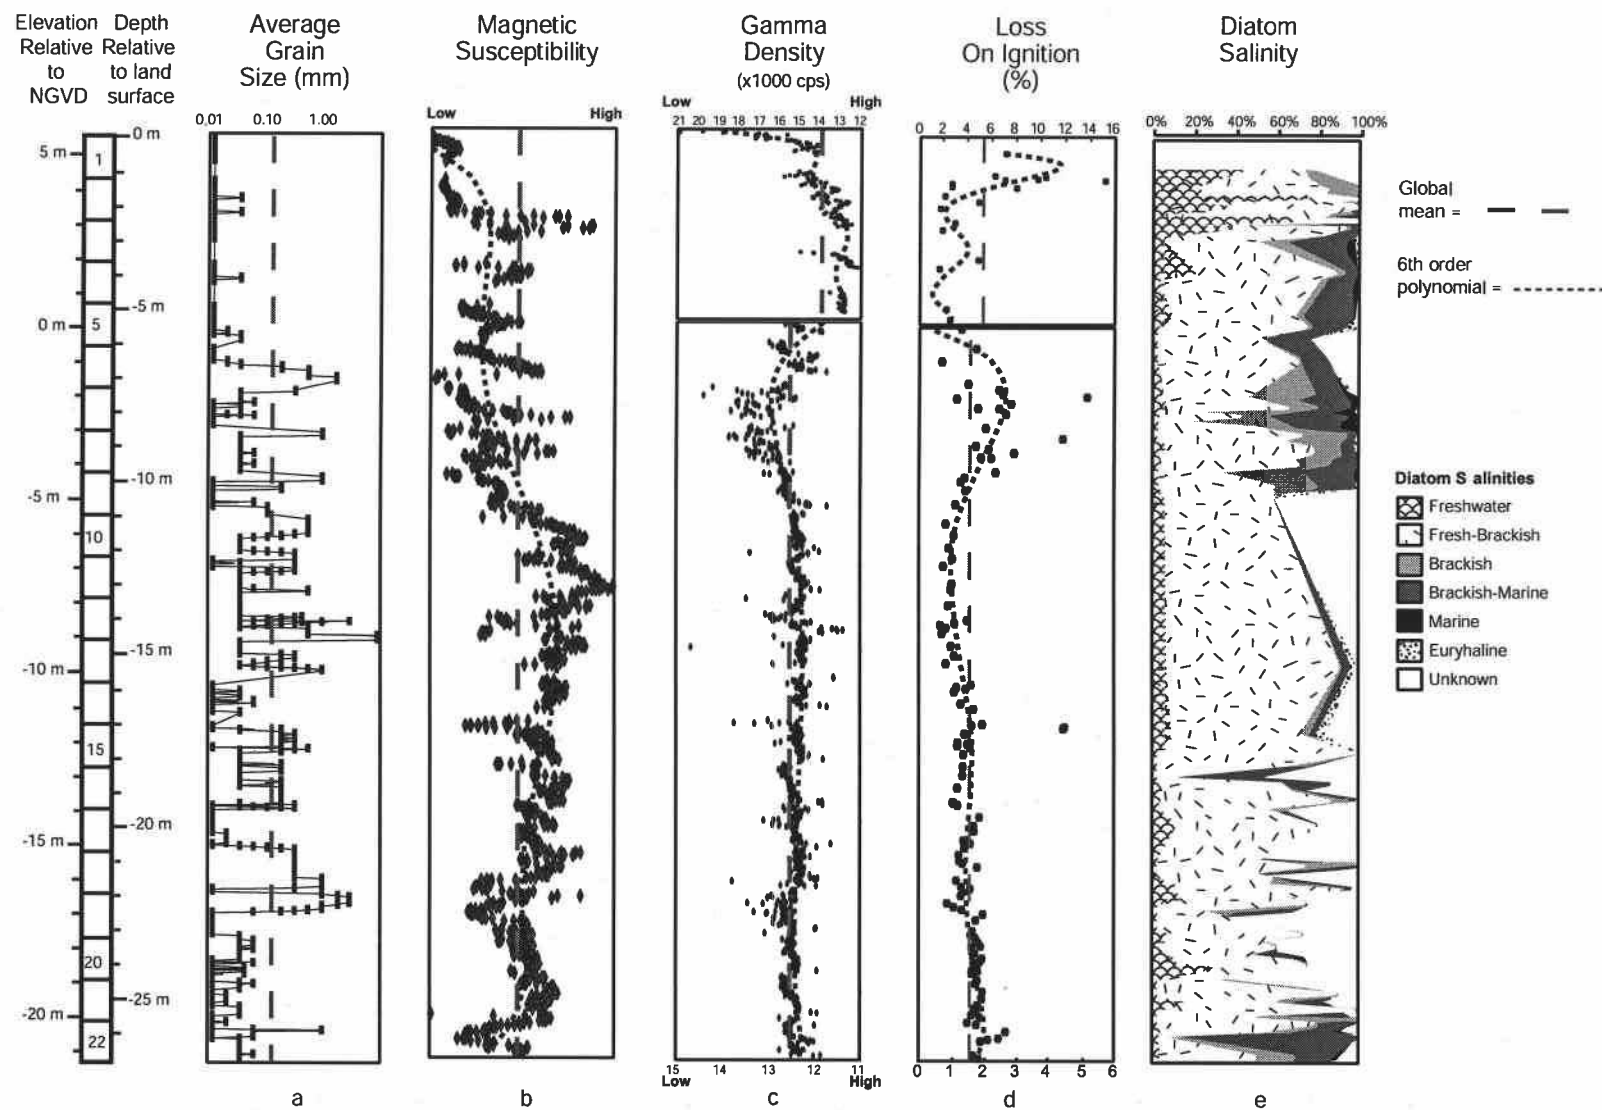 Elevation
Relative
to
NGVD
Depth
Relative
to land
surface
Average
Grain
Size (mm)
Magnetic
Susceptibility
Gamma
Density
(x1000 cps)
Loss
On Ignition
(%)
Diatom
Salinity
0.01 0.10 1.00
Low High
Low High
21 20 19 18 17 16 15 14 13 12
0 2 4 6 8 10 12 14 16
0% 20% 40% 60% 80% 100%
0 m
5 m
1
-5 m
0 m
5
-10 m
-5 m
10
-15 m
-10 m
15
-20 m
-15 m
20
-25 m
-20 m
22
Global
mean =
6th order
polynomial =
Diatom S alinities
Freshwater
Fresh-Brackish
Brackish
Brackish-Marine
Marine
Euryhaline
Unknown
15 14 13 12 11
Low High
0 1 2 3 4 5 6
a
b
c
d
e